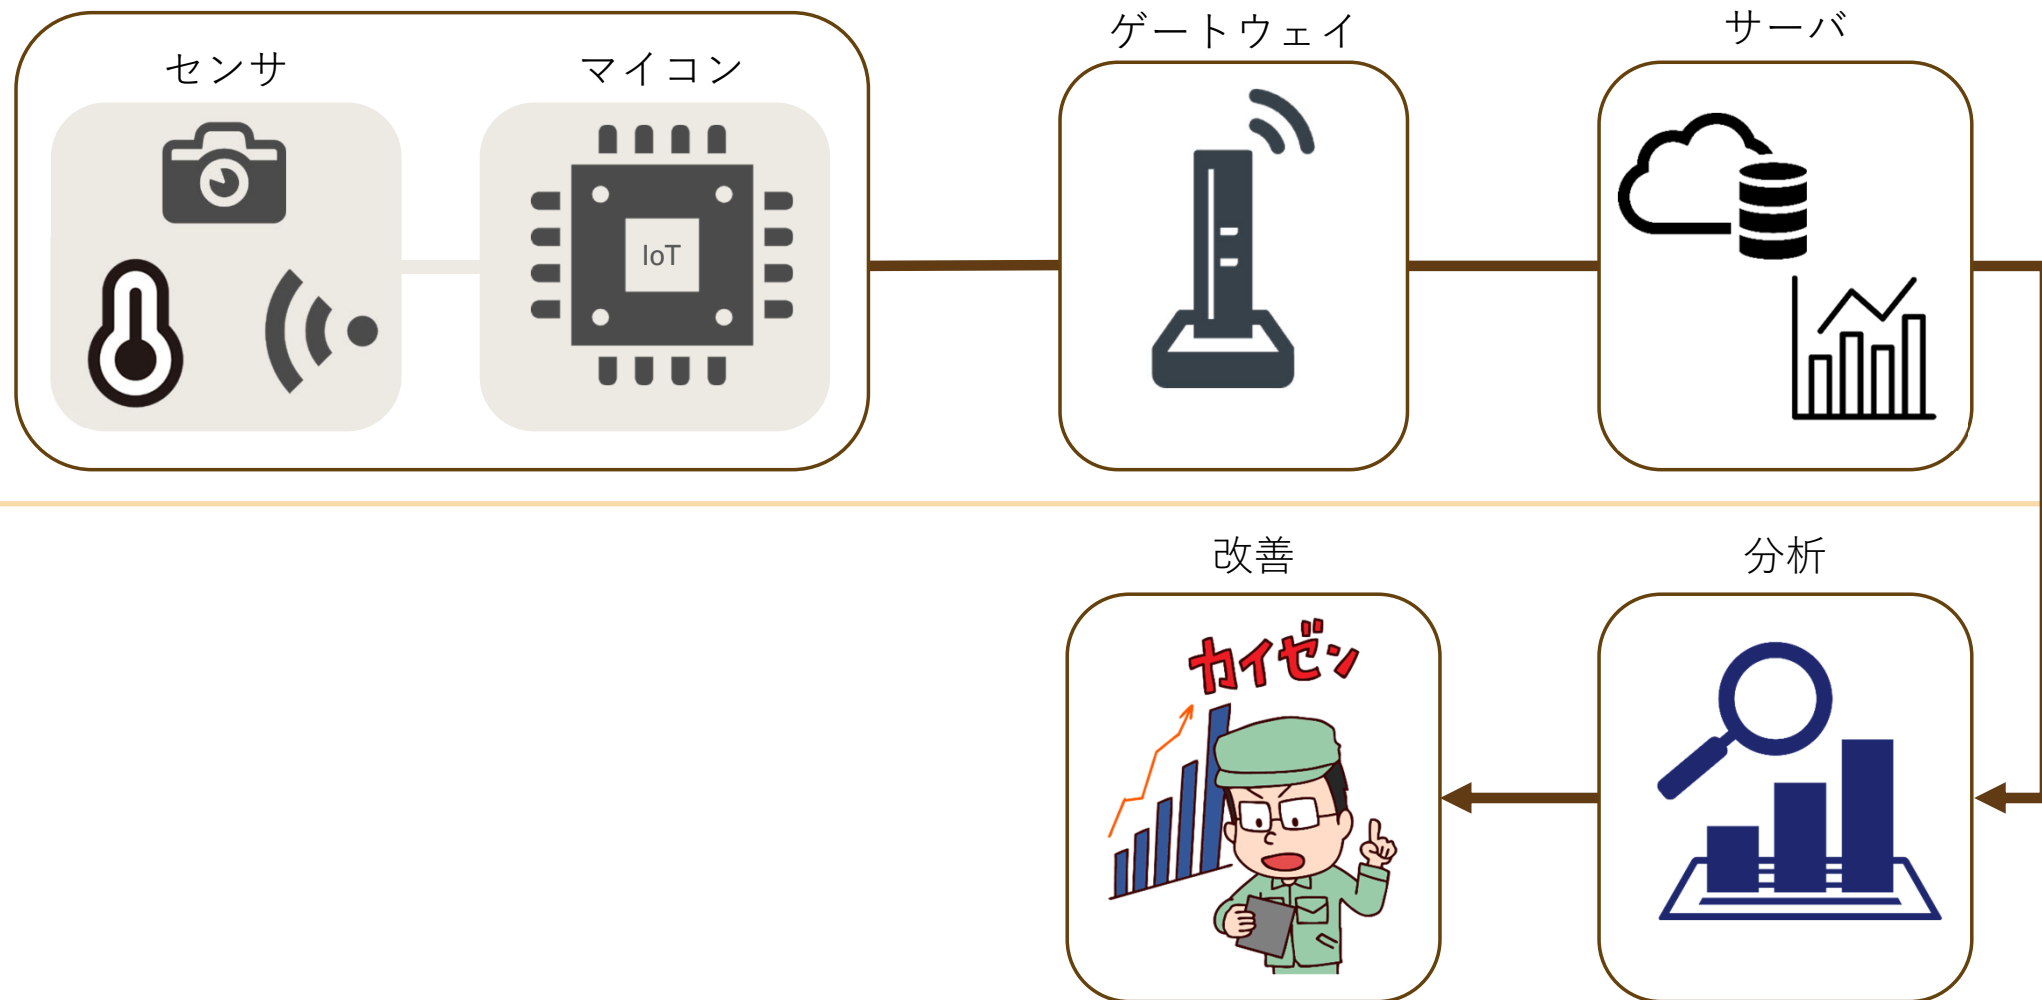 センサ
マイコン
ゲートウェイ
サーバ
IoT
改善
分析
カイゼン